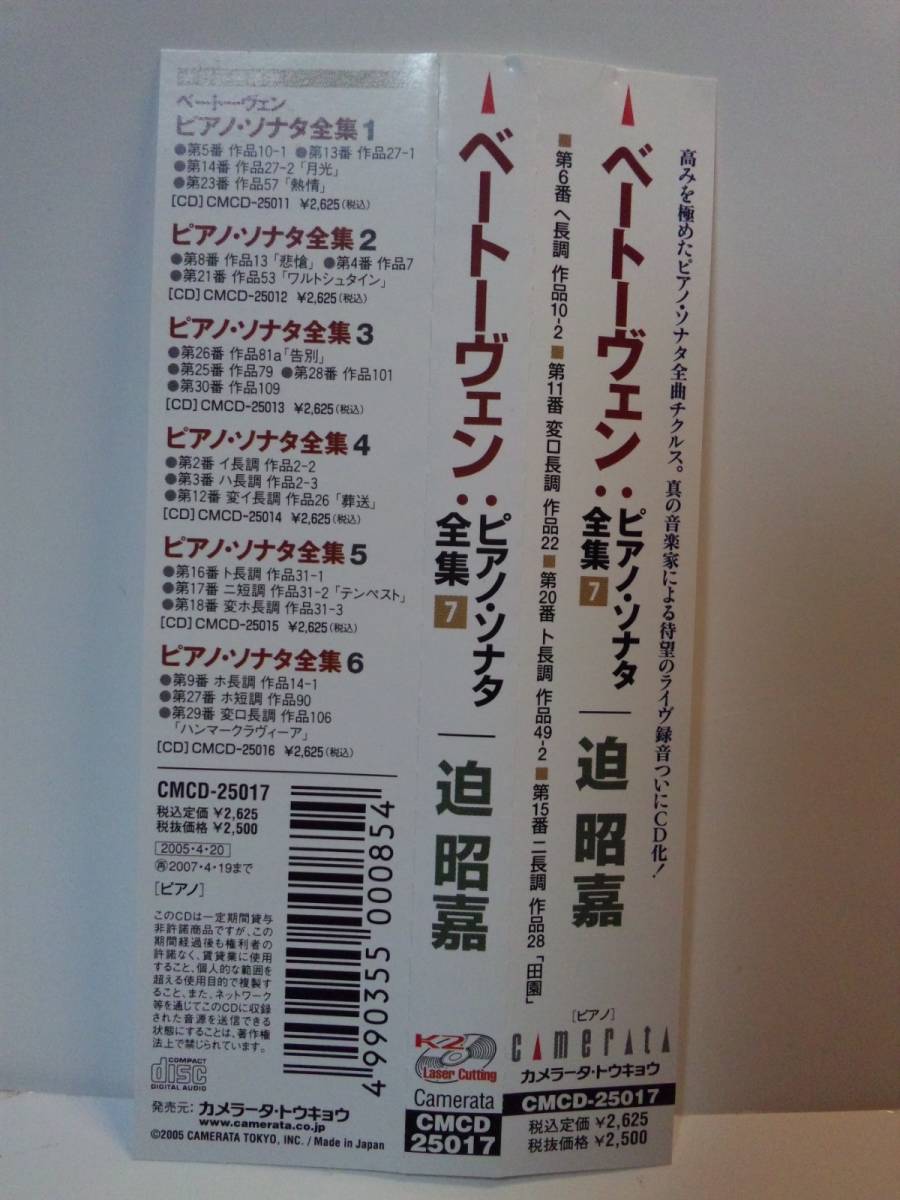 ベートーヴェン
ピアノ・ソナタ全集1
●第5番 作品10-1 ●第13番 作品27-1
●第14番 作品27-2「月光」
●第23番 作品57「熱情」
[CD] CMCD-25011 ¥2,625(税込)
ピアノ・ソナタ全集2
●第8番 作品13「悲愴」 ●第4番 作品7
●第21番 作品53「ワルトシュタイン」
[CD] CMCD-25012 ¥2,625(税込)
ピアノ・ソナタ全集3
●第26番 作品81a「告別」
●第25番 作品79 ●第28番 作品101
●第30番 作品109
[CD] CMCD-25013 ¥2,625(税込)
ピアノ・ソナタ全集4
●第2番 イ長調 作品2-2
●第3番 ハ長調 作品2-3
●第12番 変イ長調 作品26「葬送」
[CD] CMCD-25014 ¥2,625(税込)
ピアノ・ソナタ全集5
●第16番 ト長調 作品31-1
●第17番 ニ短調 作品31-2「テンペスト」
●第18番 変ホ長調 作品31-3
[CD] CMCD-25015 ¥2,625(税込)
ピアノ・ソナタ全集6
●第9番 ホ長調 作品14-1
●第27番 ホ短調 作品90
●第29番 変ロ長調 作品106
「ハンマークラヴィーア」
[CD] CMCD-25016 ¥2,625(税込)
CMCD-25017
税込定価 ¥2,625
税抜価格 ¥2,500
2005・4・20
再2007・4・19まで
[ピアノ]
このCDは一定期間貸与
非許諾商品ですが、この
期間経過後も権利者の
許諾なく、賃貸業に使用
すること、個人的な範囲を
超える使用目的で複製す
ること、また、ネットワーク
等を通じてこのCDに収録
された音源を送信できる
状態にすることは、著作権
法上で禁じられています。
COMPACT
disc
DIGITAL AUDIO
4990355000854
発売元: カメラータ・トウキョウ
www.camerata.co.jp
©2005 CAMERATA TOKYO, INC. / Made in Japan
ベートーヴェン:ピアノ・ソナタ
全集7
迫 昭嘉
K2
Laser Cutting
Camerata
CMCD
25017
高みを極めたピアノ・ソナタ全曲チクルス。真の音楽家による待望のライヴ録音ついにCD化!
ベートーヴェン:ピアノ・ソナタ
全集7
迫 昭嘉
[ピアノ]
■第6番 ヘ長調 作品10-2 ■第11番 変ロ長調 作品22 ■第20番 ト長調 作品49-2 ■第15番 ニ長調 作品28「田園」
camerata
カメラータ・トウキョウ
CMCD-25017
税込定価 ¥2,625
税抜価格 ¥2,500